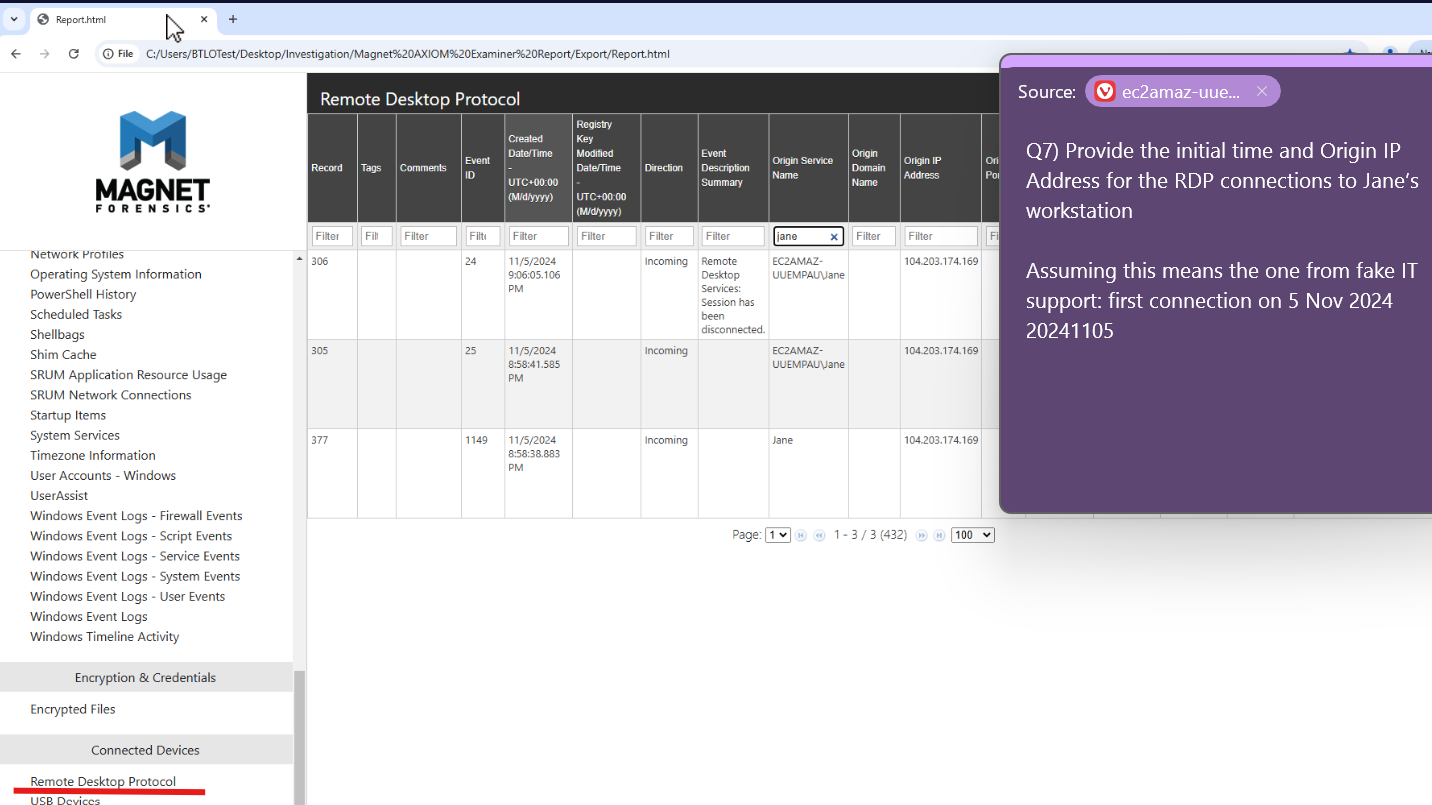 Report.html
File
C:/Users/BTLOTest/Desktop/Investigation/Magnet%20AXIOM%20Examiner%20Report/Export/Report.html
MAGNET
FORENSICS
Network Profiles
Operating System Information
PowerShell History
Scheduled Tasks
Shellbags
Shim Cache
SRUM Application Resource Usage
SRUM Network Connections
Startup Items
System Services
Timezone Information
User Accounts - Windows
UserAssist
Windows Event Logs - Firewall Events
Windows Event Logs - Script Events
Windows Event Logs - Service Events
Windows Event Logs - System Events
Windows Event Logs - User Events
Windows Event Logs
Windows Timeline Activity
Encryption & Credentials
Encrypted Files
Connected Devices
Remote Desktop Protocol
USB Devices
Remote Desktop Protocol
Record
Tags
Comments
Event
ID
Created
Date/Time
-
UTC+00:00
(M/d/yyyy)
Registry
Key
Modified
Date/Time
-
UTC+00:00
(M/d/yyyy)
Direction
Event
Description
Summary
Origin Service
Name
Origin
Domain
Name
Origin IP
Address
Filter
Filt
Filter
Filte
Filter
Filter
Filter
Filter
jane
Filter
Filter
306
24
11/5/2024
9:06:05.106
PM
Incoming
Remote
Desktop
Services:
Session has
been
disconnected.
EC2AMAZ-
UUEMPAU\Jane
104.203.174.169
305
25
11/5/2024
8:58:41.585
PM
Incoming
EC2AMAZ-
UUEMPAU\Jane
104.203.174.169
377
1149
11/5/2024
8:58:38.883
PM
Incoming
Jane
104.203.174.169
Page: 1 1 - 3 / 3 (432) 100
Source: ec2amaz-uue...
Q7) Provide the initial time and Origin IP
Address for the RDP connections to Jane’s
workstation
Assuming this means the one from fake IT
support: first connection on 5 Nov 2024
20241105